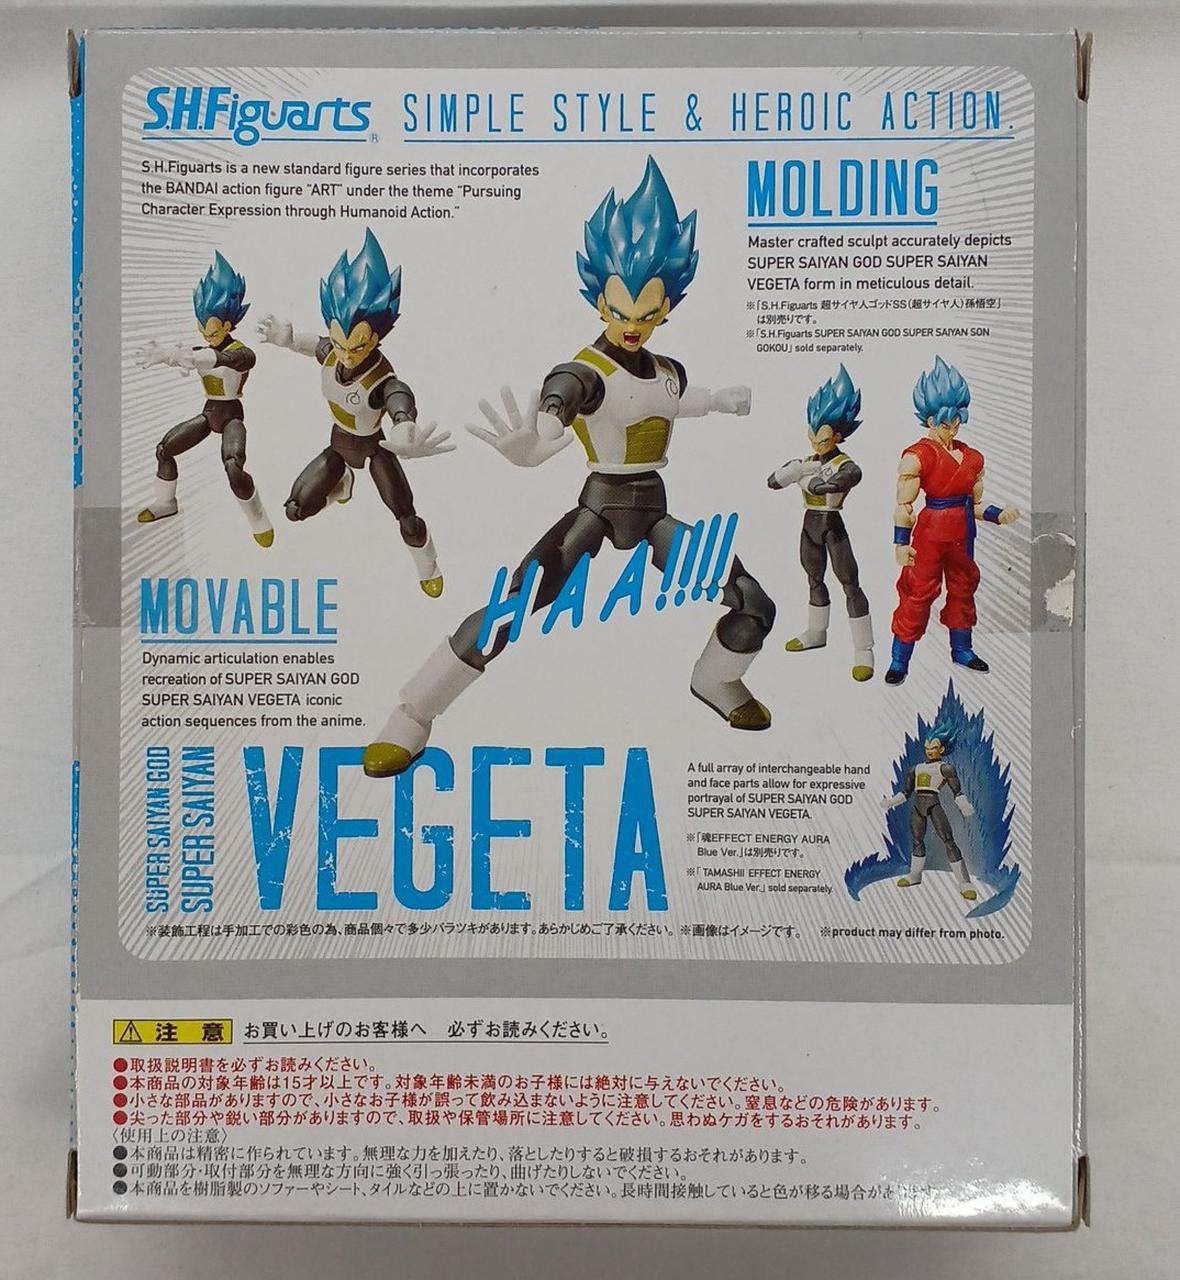 S.H.Figuarts®
SIMPLE STYLE & HEROIC ACTION.
S.H.Figuarts is a new standard figure series that incorporates
the BANDAI action figure "ART" under the theme "Pursuing
Character Expression through Humanoid Action."
MOLDING
Master crafted sculpt accurately depicts
SUPER SAIYAN GOD SUPER SAIYAN
VEGETA form in meticulous detail.
※「S.H.Figuarts 超サイヤ人ゴッドSS(超サイヤ人)孫悟空」
は別売りです。
※「S.H.Figuarts SUPER SAIYAN GOD SUPER SAIYAN SON
GOKOU」 sold separately.
HAA!!!!!
MOVABLE
Dynamic articulation enables
recreation of SUPER SAIYAN GOD
SUPER SAIYAN VEGETA iconic
action sequences from the anime.
SUPER SAIYAN GOD
SUPER SAIYAN
VEGETA
A full array of interchangeable hand
and face parts allow for expressive
portrayal of SUPER SAIYAN GOD
SUPER SAIYAN VEGETA.
※「魂EFFECT ENERGY AURA
Blue Ver.」は別売りです。
※「TAMASHII EFFECT ENERGY
AURA Blue Ver.」 sold separately.
※装飾工程は手加工での彩色の為、商品個々で多少バラツキがあります。あらかじめご了承ください。 ※画像はイメージです。 ※product may differ from photo.
注 意 お買い上げのお客様へ 必ずお読みください。
●取扱説明書を必ずお読みください。
●本商品の対象年齢は15才以上です。対象年齢未満のお子様には絶対に与えないでください。
●小さな部品がありますので、小さなお子様が誤って飲み込まないように注意してください。窒息などの危険があります。
●尖った部分や鋭い部分がありますので、取扱や保管場所に注意してください。思わぬケガをするおそれがあります。
〈使用上の注意〉
●本商品は精密に作られています。無理な力を加えたり、落としたりすると破損するおそれがあります。
●可動部分・取付部分を無理な方向に強く引っ張ったり、曲げたりしないでください。
●本商品を樹脂製のソファーやシート、タイルなどの上に置かないでください。長時間接触していると色が移る場合があります。